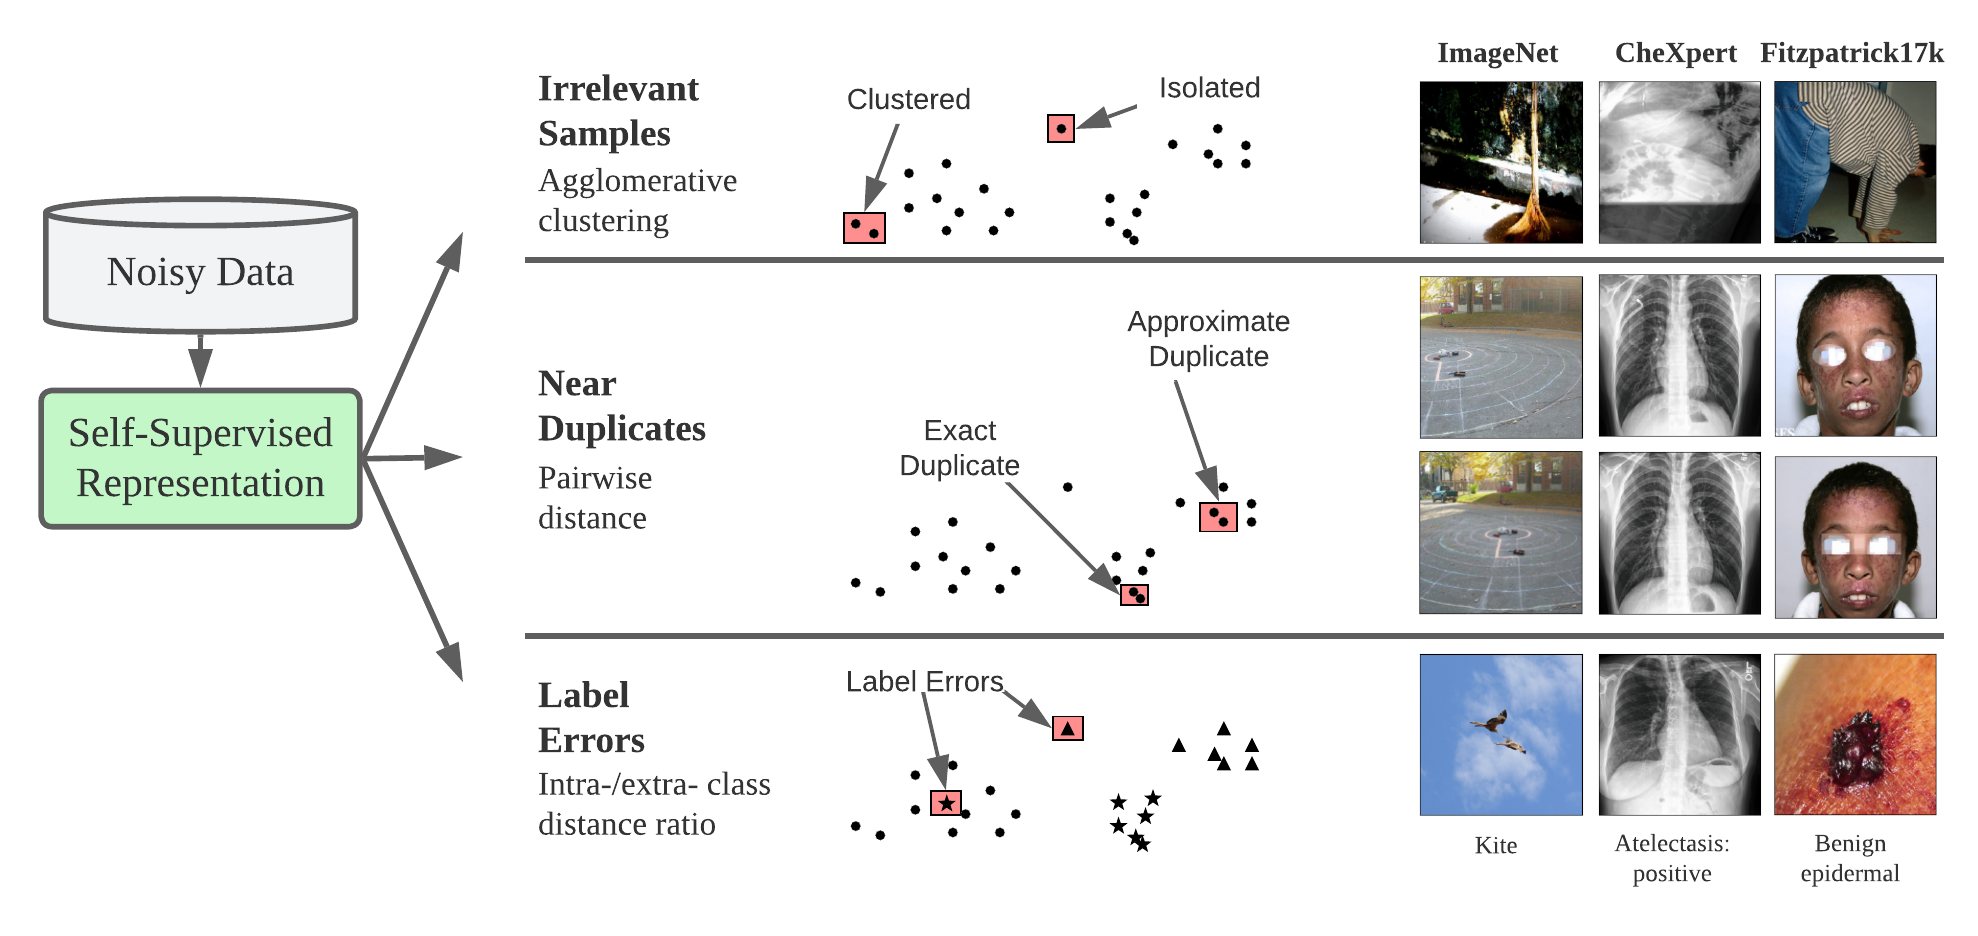 Noisy Data
Self-Supervised
Representation
Irrelevant
Samples
Agglomerative
clustering
Clustered
Isolated
ImageNet
CheXpert
Fitzpatrick17k
Near
Duplicates
Pairwise
distance
Exact
Duplicate
Approximate
Duplicate
Label
Errors
Intra-/extra- class
distance ratio
Label Errors
Kite
Atelectasis:
positive
Benign
epidermal